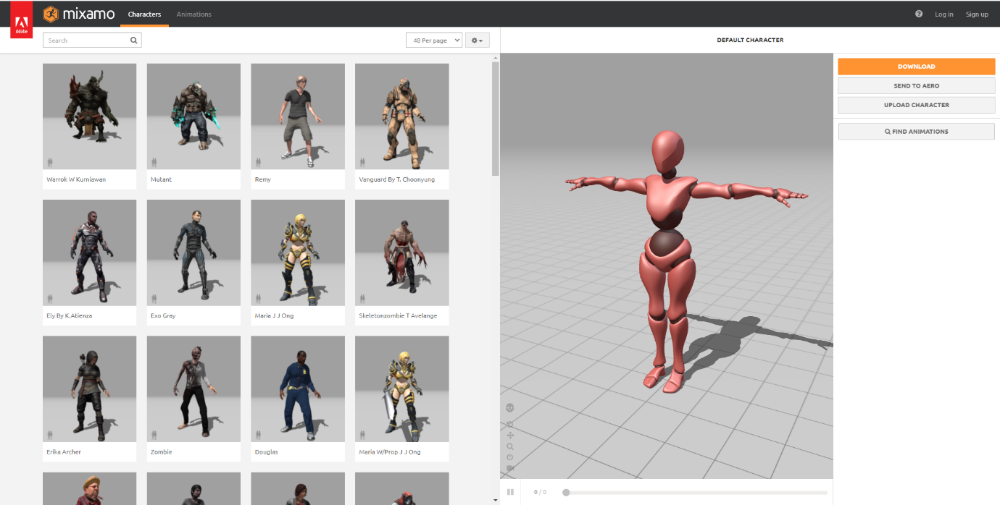 Adobe
mixamo
Characters
Animations
Log in
Sign up
Search
48 Per page
DEFAULT CHARACTER
Warrok W Kurniawan
Mutant
Remy
Vanguard By T. Choonyung
Ely By K.Atienza
Exo Gray
Maria J J Ong
Skeletonzombie T Avelange
Erika Archer
Zombie
Douglas
Maria W/Prop J J Ong
DOWNLOAD
SEND TO AERO
UPLOAD CHARACTER
FIND ANIMATIONS
0 / 0